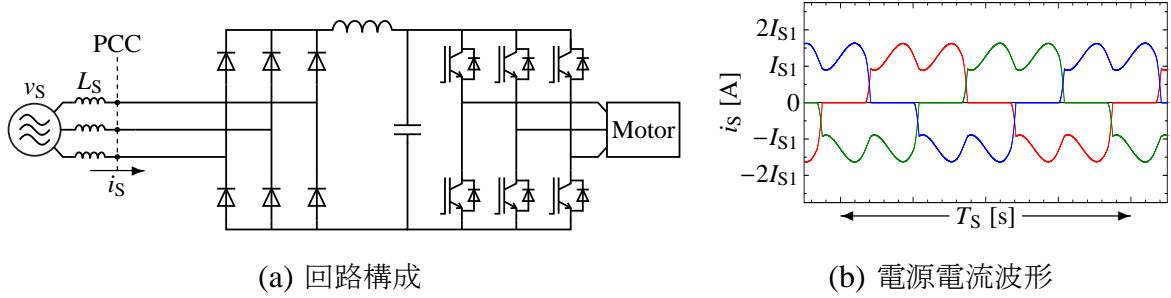 PCC
vS
LS
iS
Motor
(a) 回路構成
iS [A]
2IS1
IS1
0
−IS1
−2IS1
TS [s]
(b) 電源電流波形